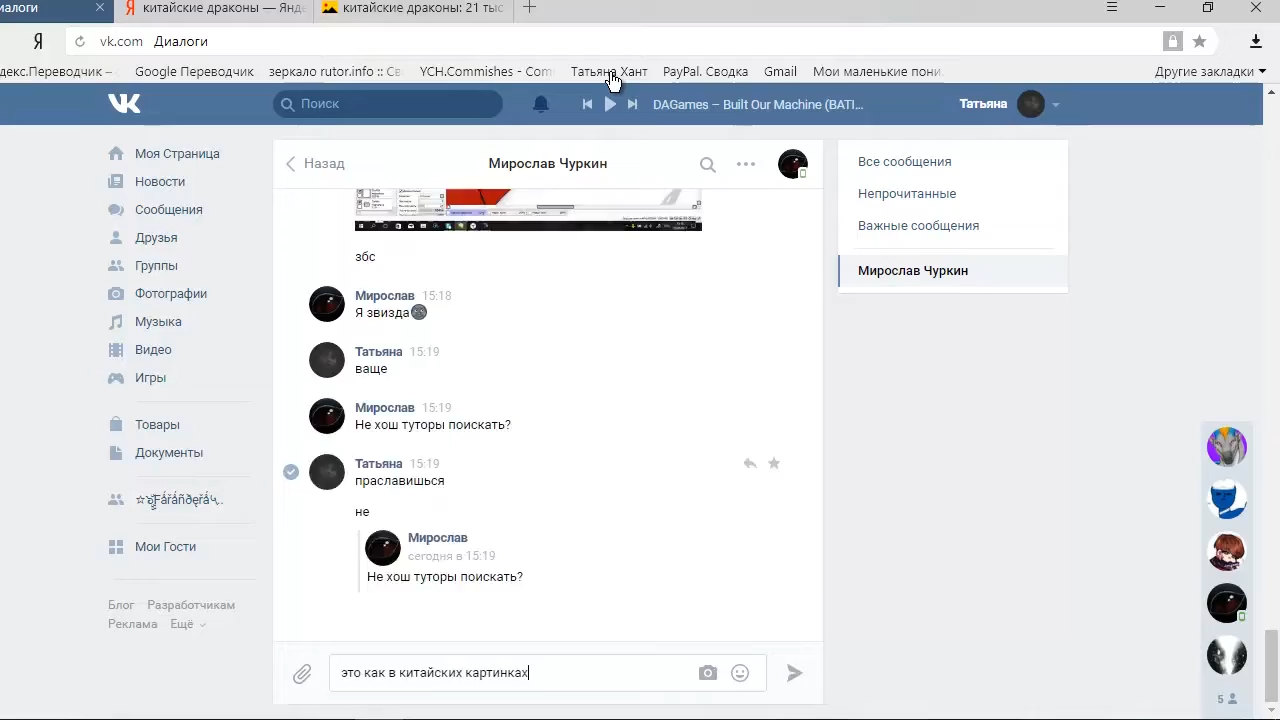 иалоги
китайские драконы — Янд
китайские драконы: 21 тыс
Я
vk.com Диалоги
декс.Переводчик –
Google Переводчик
зеркало rutor.info :: Св
YCH.Commishes - Com
Татьяна Хант
PayPal. Сводка
Gmail
Мои маленькие пони.
Другие закладки
Поиск
DAGames – Built Our Machine (BATI...
Татьяна
Моя Страница
Новости
общения
Друзья
Группы
Фотографии
Музыка
Видео
Игры
Товары
Документы
Мои Гости
Блог Разработчикам
Реклама Ещё
Назад
Мирослав Чуркин
збс
Мирослав 15:18
Я звизда
Татьяна 15:19
ваще
Мирослав 15:19
Не хош туторы поискать?
Татьяна 15:19
праславишься
не
Мирослав
сегодня в 15:19
Не хош туторы поискать?
это как в китайских картинках
Все сообщения
Непрочитанные
Важные сообщения
Мирослав Чуркин
5